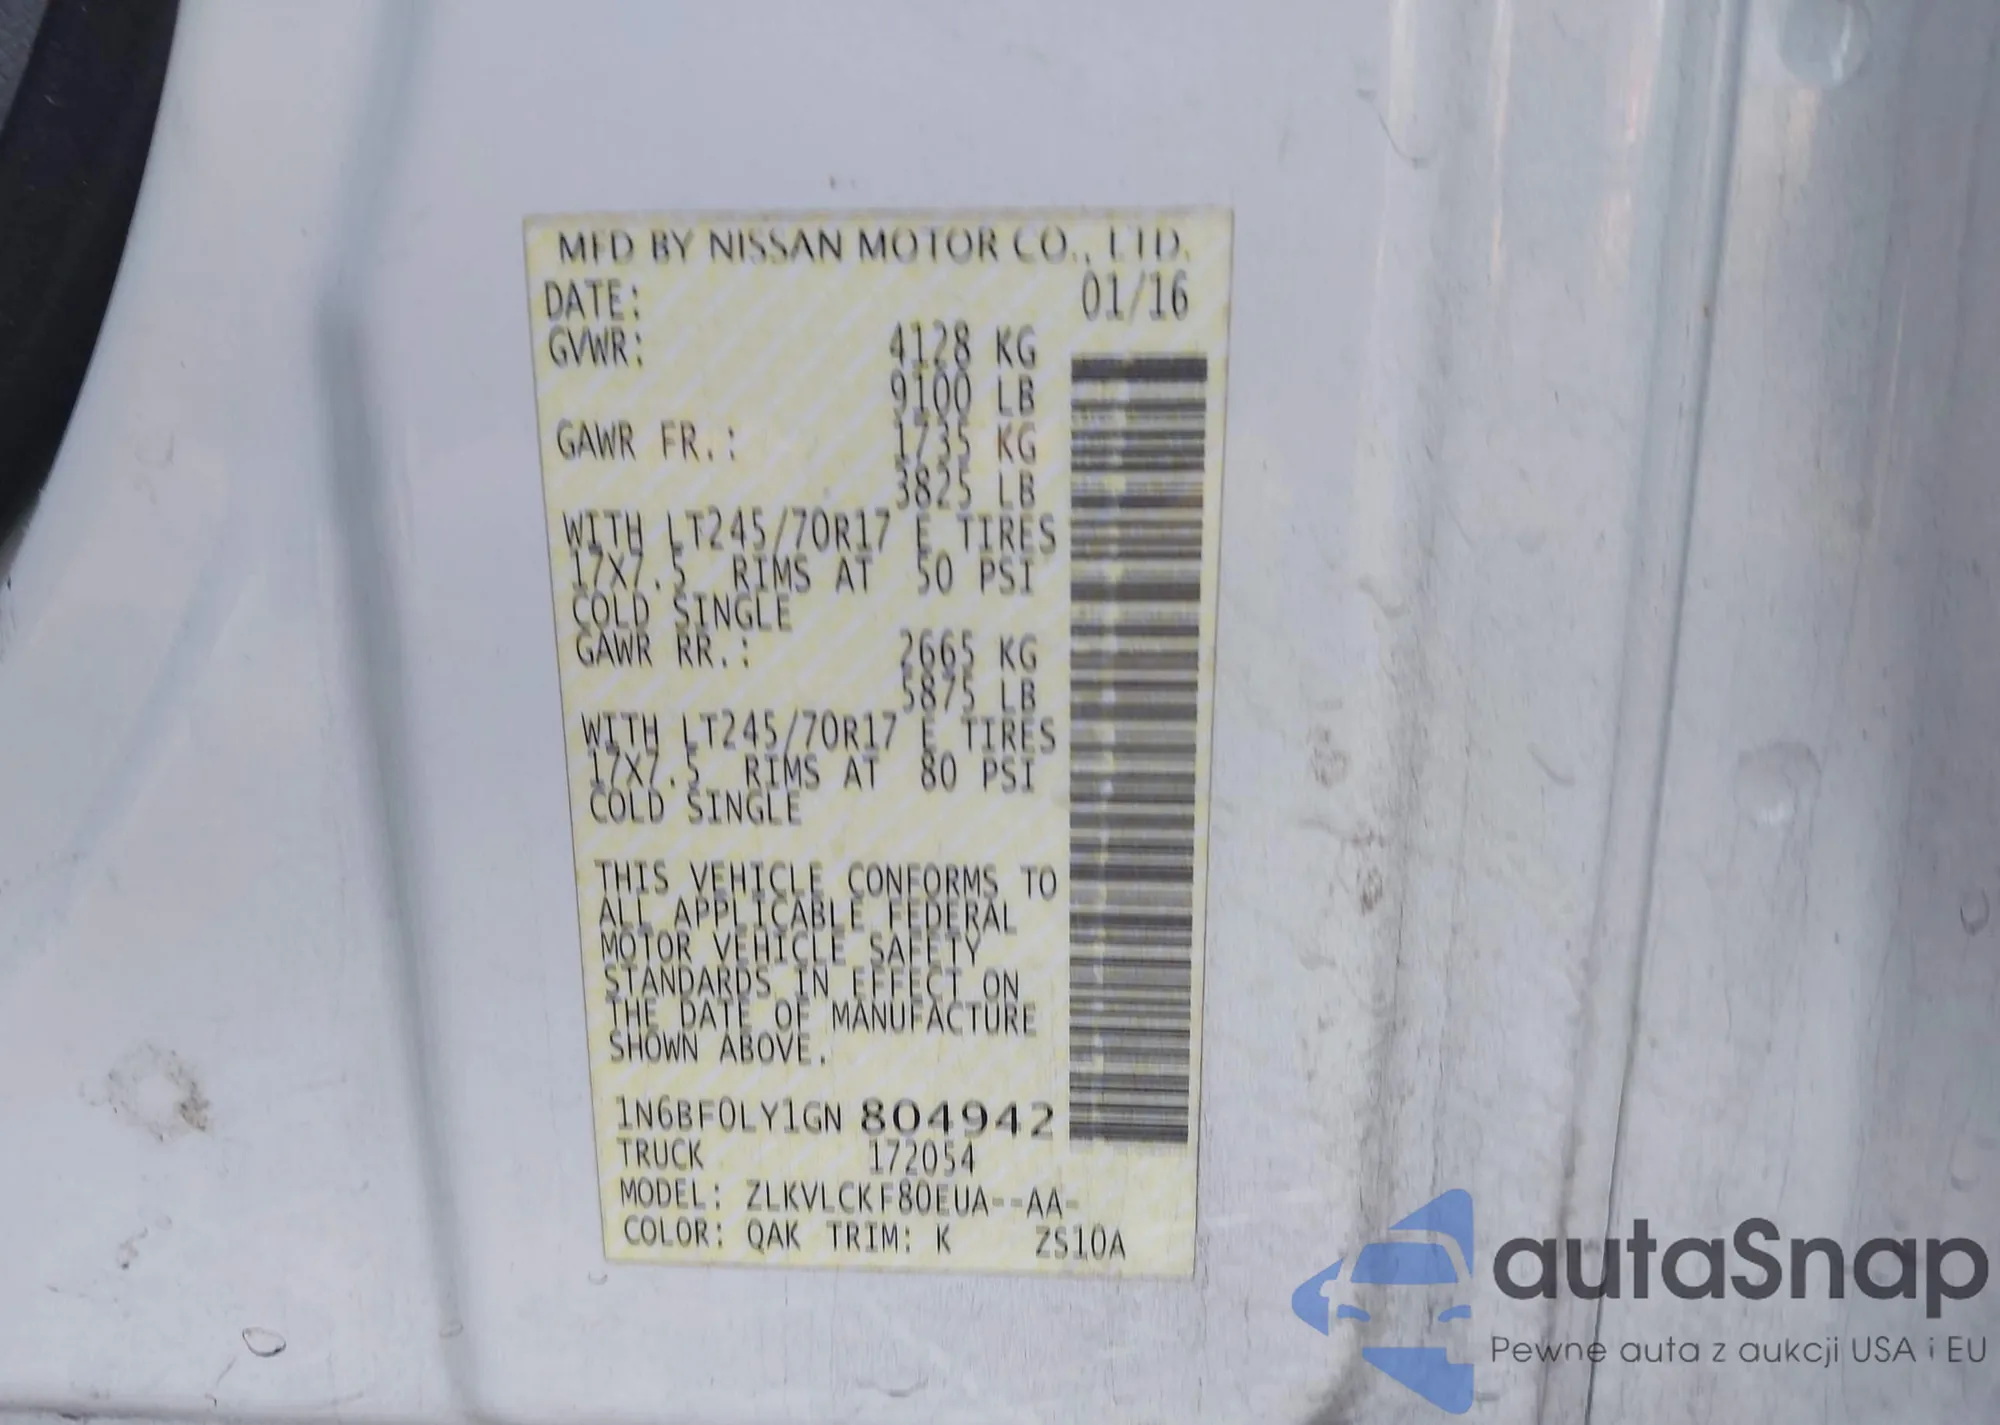 MFD BY NISSAN MOTOR CO., LTD.
DATE: 01/16
GVWR: 4128 KG
9100 LB
GAWR FR.: 1735 KG
3825 LB
WITH LT245/70R17 E TIRES
17X7.5 RIMS AT 50 PSI
COLD SINGLE
GAWR RR.: 2665 KG
5875 LB
WITH LT245/70R17 E TIRES
17X7.5 RIMS AT 80 PSI
COLD SINGLE
THIS VEHICLE CONFORMS TO
ALL APPLICABLE FEDERAL
MOTOR VEHICLE SAFETY
STANDARDS IN EFFECT ON
THE DATE OF MANUFACTURE
SHOWN ABOVE.
1N6BF0LY1GN 804942
TRUCK 172054
MODEL: ZLKVLCKF80EUA--AA-
COLOR: QAK TRIM: K ZS10A
autaSnap
Pewne auta z aukcji USA i EU